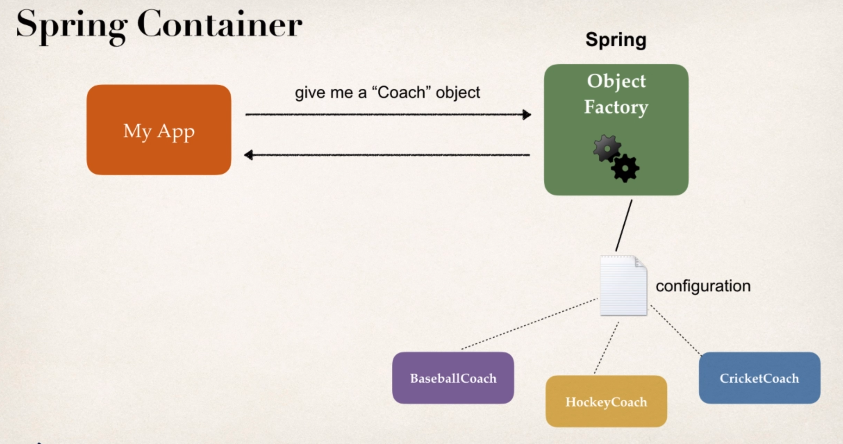 Spring Container
Spring
give me a “Coach” object
Object
Factory
My App
configuration
BaseballCoach
HockeyCoach
CricketCoach